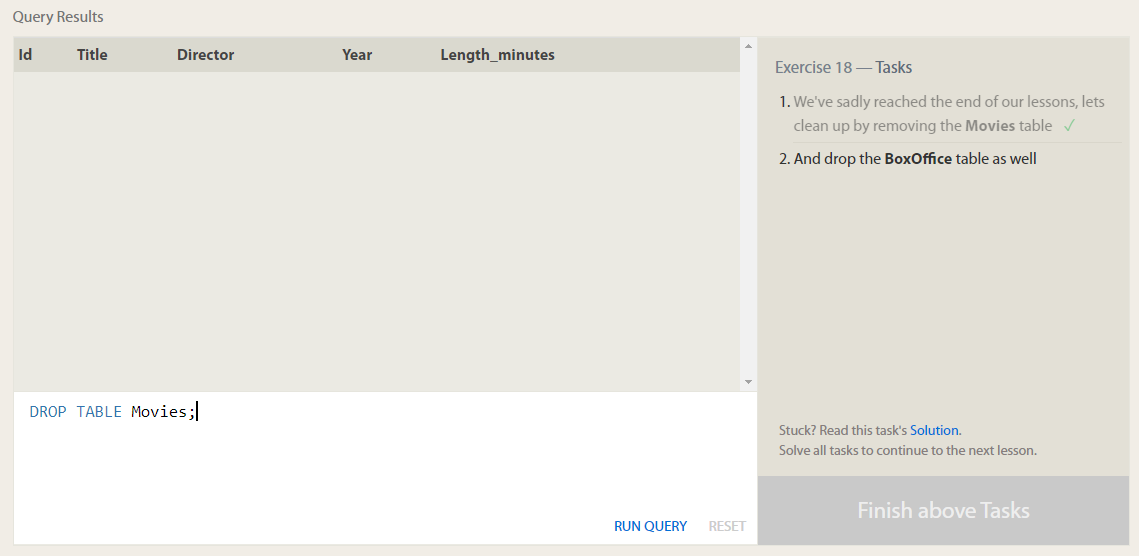 Query Results
Id Title Director Year Length_minutes
DROP TABLE Movies;
RUN QUERY RESET
Exercise 18 — Tasks
1. We've sadly reached the end of our lessons, lets
clean up by removing the Movies table ✓
2. And drop the BoxOffice table as well
Stuck? Read this task's Solution.
Solve all tasks to continue to the next lesson.
Finish above Tasks